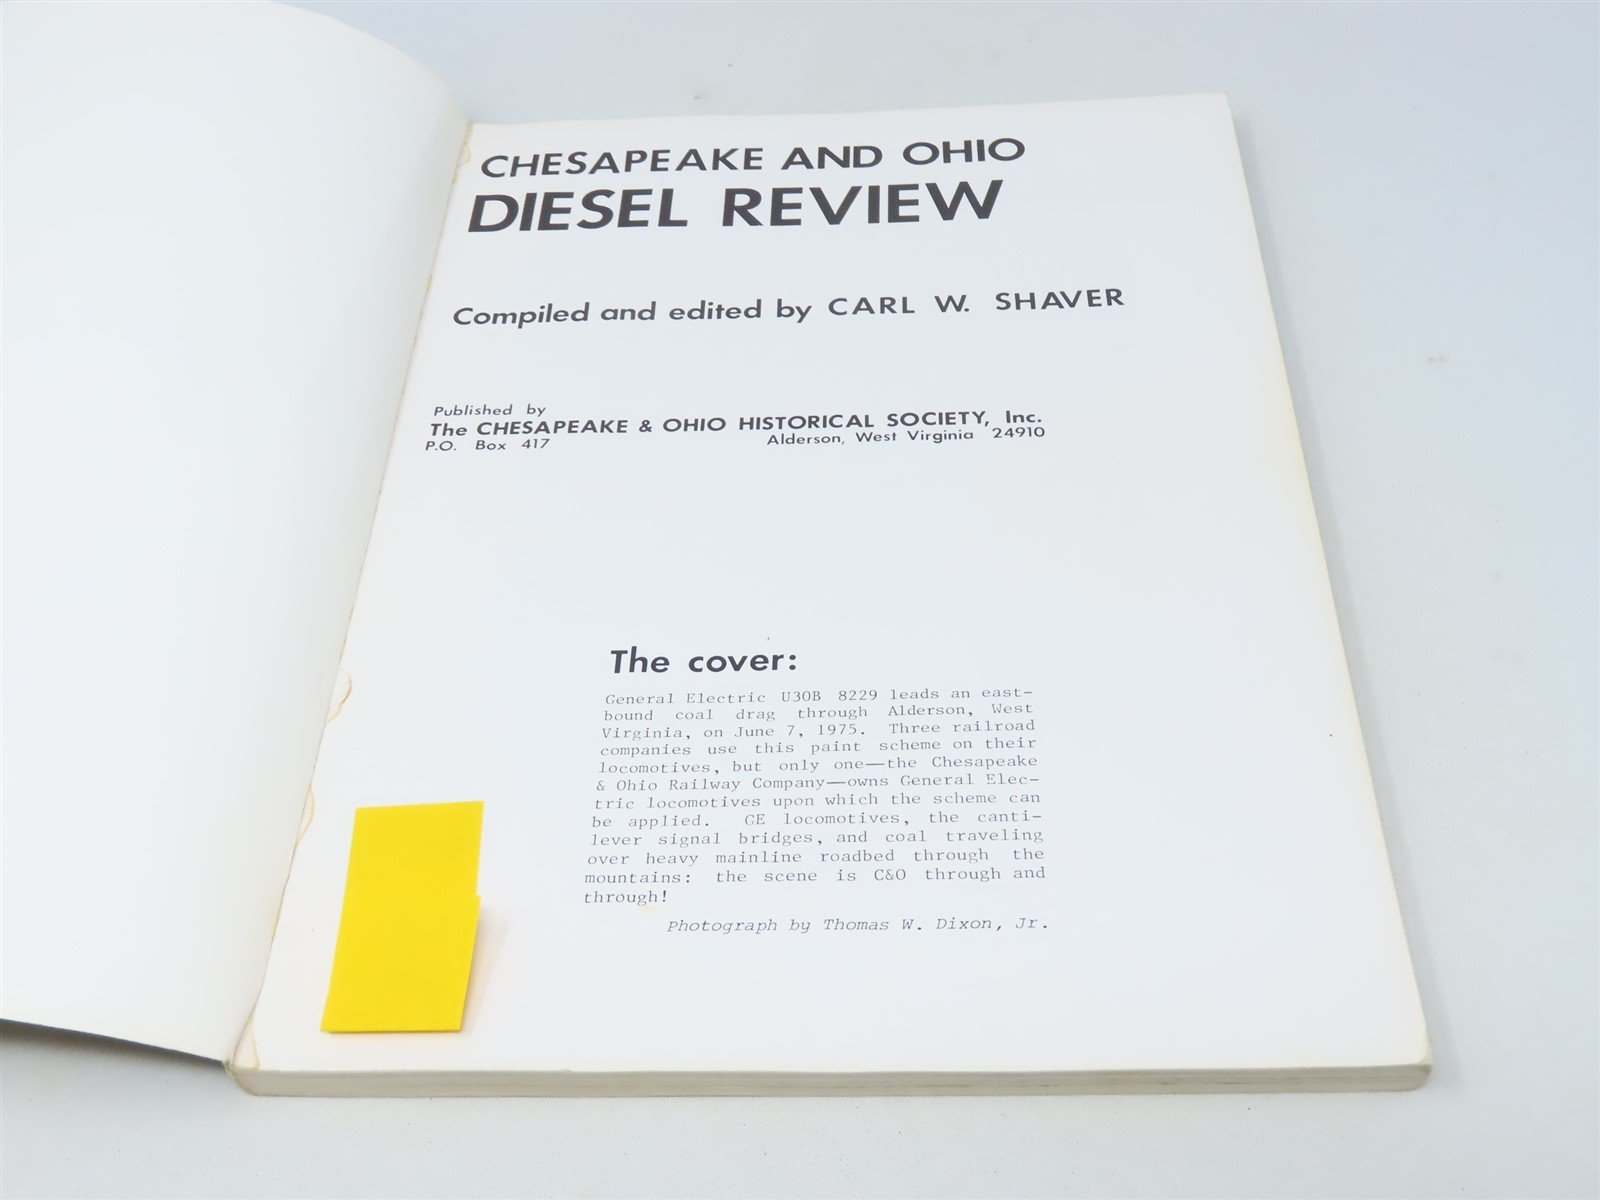 CHESAPEAKE AND OHIO
DIESEL REVIEW
Compiled and edited by CARL W. SHAVER
Published by
The CHESAPEAKE & OHIO HISTORICAL SOCIETY, Inc.
P.O. Box 417 Alderson, West Virginia 24910
The cover:
General Electric U30B 8229 leads an east-
bound coal drag through Alderson, West
Virginia, on June 7, 1975. Three railroad
companies use this paint scheme on their
locomotives, but only one—the Chesapeake
& Ohio Railway Company—owns General Elec-
tric locomotives upon which the scheme can
be applied. GE locomotives, the canti-
lever signal bridges, and coal traveling
over heavy mainline roadbed through the
mountains: the scene is C&O through and
through!
Photograph by Thomas W. Dixon, Jr.